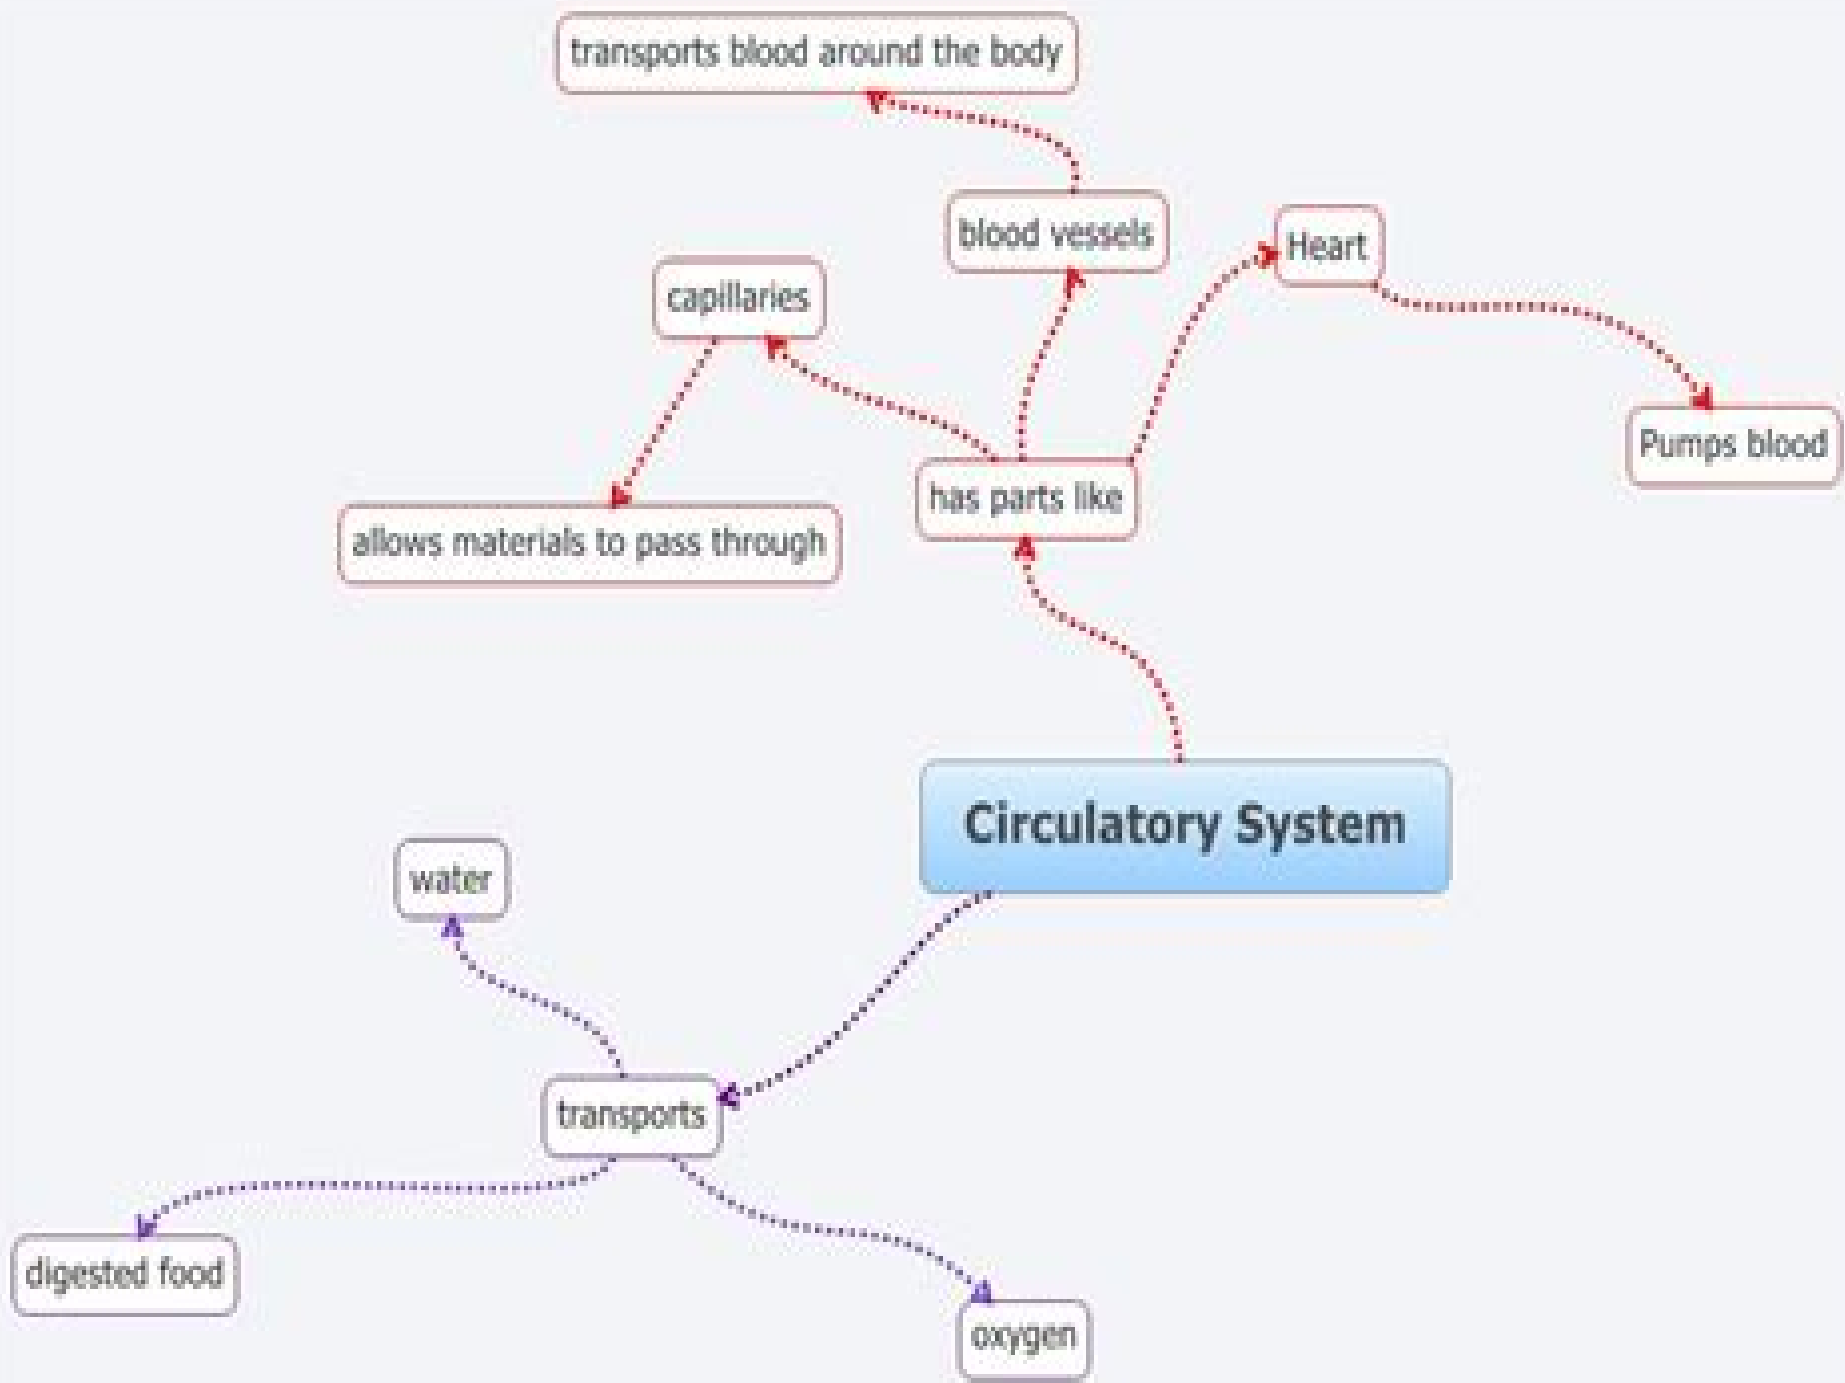 transports blood around the body
blood vessels
Heart
capillaries
Pumps blood
has parts like
allows materials to pass through
Circulatory System
water
transports
digested food
oxygen